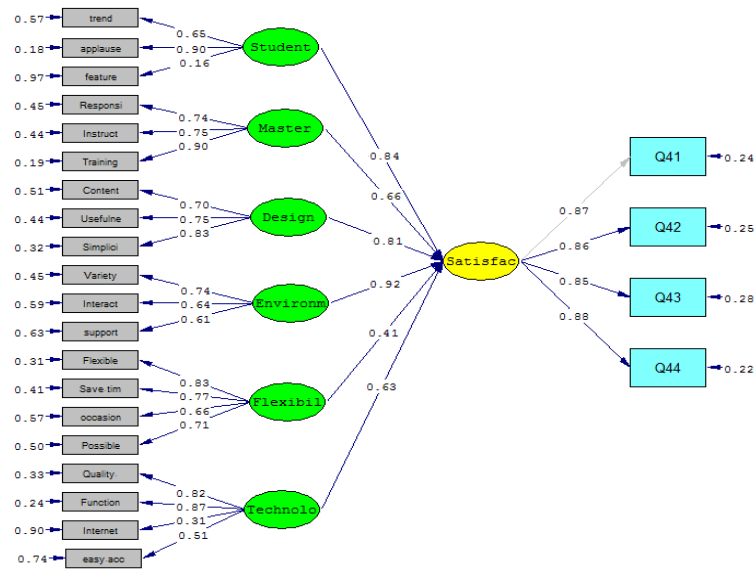 0.57 trend
0.65
0.18 applause
0.90
Student
0.97 feature
0.16
0.45 Responsi
0.74
0.44 Instruct
0.75
Master
0.19 Training
0.90
0.51 Content
0.70
0.44 Usefulne
0.75
Design
0.32 Simplici
0.83
0.45 Variety
0.74
0.59 Interact
0.64
Environm
0.63 support
0.61
0.31 Flexible
0.83
0.41 Save tim
0.77
Flexibil
0.57 occasion
0.66
0.50 Possible
0.71
0.33 Quality
0.82
0.24 Function
0.87
Technolo
0.90 Internet
0.31
0.74 easy acc
0.51
0.84
0.66
0.81
0.92
0.41
0.63
Satisfac
0.87
Q41 0.24
0.86
Q42 0.25
0.85
Q43 0.28
0.88
Q44 0.22